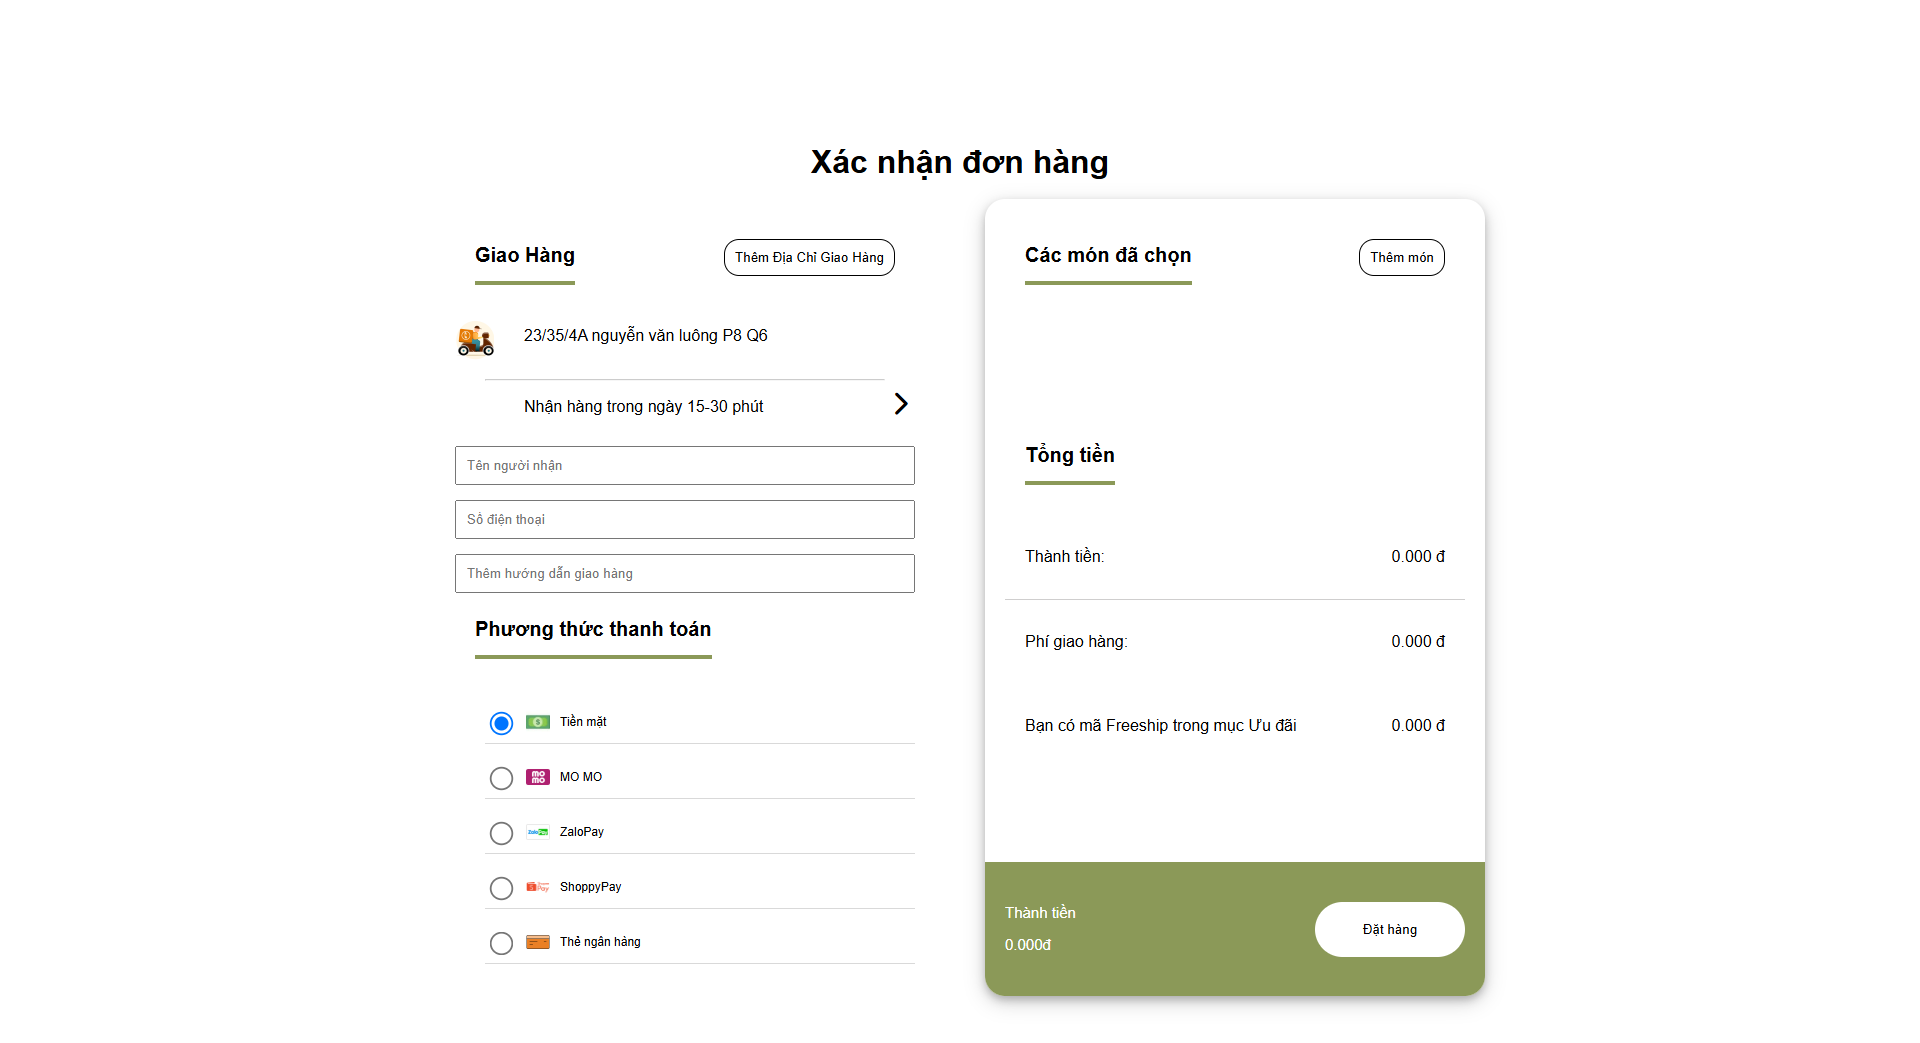 Xác nhận đơn hàng
Giao Hàng
Thêm Địa Chỉ Giao Hàng
23/35/4A nguyễn văn luông P8 Q6
Nhận hàng trong ngày 15-30 phút
Tên người nhận
Số điện thoại
Thêm hướng dẫn giao hàng
Phương thức thanh toán
Tiền mặt
mo mo
MO MO
ZaloPay
ZaloPay
Pay
ShoppyPay
Thẻ ngân hàng
Các món đã chọn
Thêm món
Tổng tiền
Thành tiền: 0.000 đ
Phí giao hàng: 0.000 đ
Bạn có mã Freeship trong mục Ưu đãi 0.000 đ
Thành tiền
0.000đ
Đặt hàng